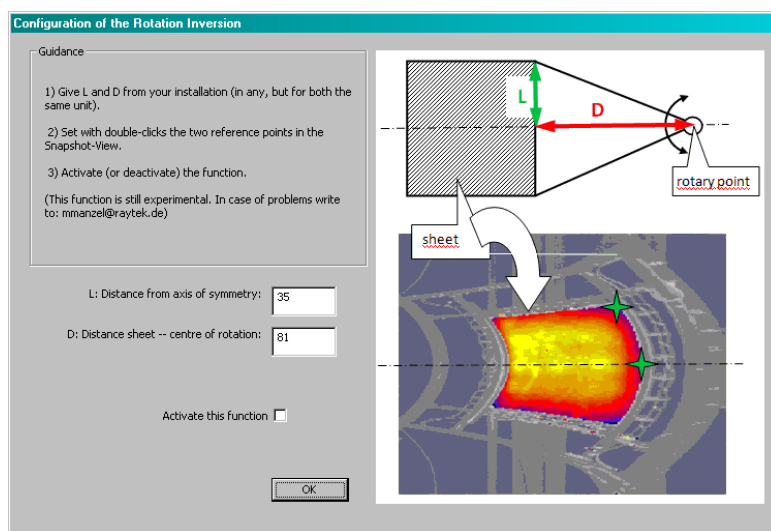 Configuration of the Rotation Inversion
Guidance
1) Give L and D from your installation (in any, but for both the
same unit).
2) Set with double-clicks the two reference points in the
Snapshot-View.
3) Activate (or deactivate) the function.
(This function is still experimental. In case of problems write
to: mmanzel@raytek.de)
L: Distance from axis of symmetry:
35
D: Distance sheet -- centre of rotation:
81
Activate this function
OK
L
D
rotary point
sheet